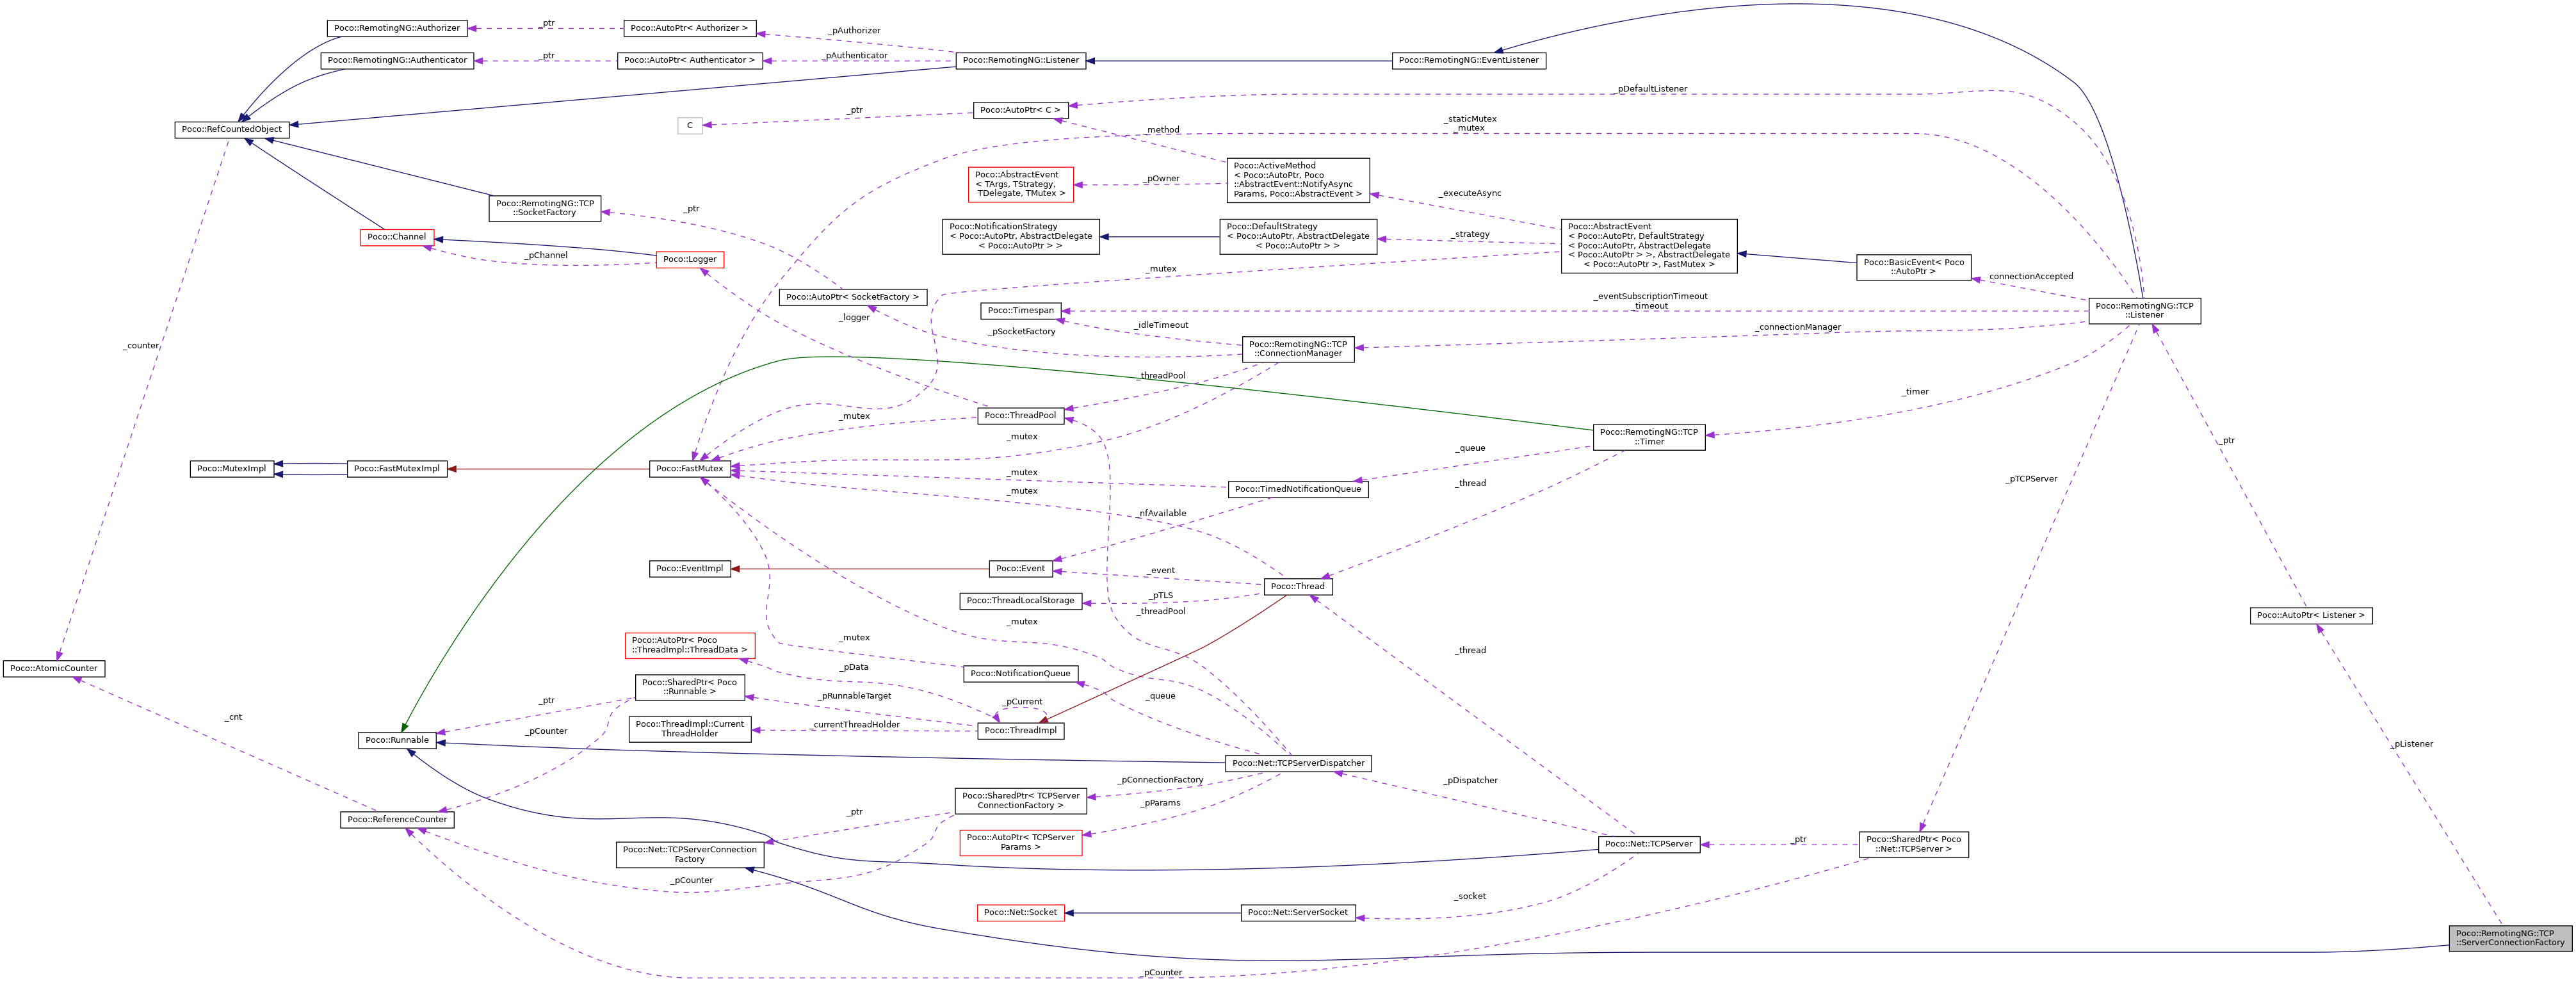 Poco::RemotingNG::Authorizer
_ptr
Poco::AutoPtr< Authorizer >
_pAuthorizer
Poco::RemotingNG::Authenticator
_ptr
Poco::AutoPtr< Authenticator >
_pAuthenticator
Poco::RemotingNG::Listener
Poco::RemotingNG::EventListener
_pDefaultListener
Poco::AutoPtr< C >
_ptr
C
Poco::RefCountedObject
_method
_staticMutex
_mutex
Poco::ActiveMethod
< Poco::AutoPtr, Poco
::AbstractEvent::NotifyAsync
Params, Poco::AbstractEvent >
Poco::AbstractEvent
< TArgs, TStrategy,
TDelegate, TMutex >
_pOwner
_executeAsync
Poco::RemotingNG::TCP
::SocketFactory
_ptr
Poco::NotificationStrategy
< Poco::AutoPtr, AbstractDelegate
< Poco::AutoPtr > >
Poco::DefaultStrategy
< Poco::AutoPtr, AbstractDelegate
< Poco::AutoPtr > >
_strategy
Poco::AbstractEvent
< Poco::AutoPtr, DefaultStrategy
< Poco::AutoPtr, AbstractDelegate
< Poco::AutoPtr > >, AbstractDelegate
< Poco::AutoPtr >, FastMutex >
Poco::Channel
_pChannel
Poco::Logger
_mutex
Poco::BasicEvent< Poco
::AutoPtr >
connectionAccepted
Poco::AutoPtr< SocketFactory >
_logger
Poco::Timespan
_eventSubscriptionTimeout
_timeout
Poco::RemotingNG::TCP
::Listener
_idleTimeout
_pSocketFactory
_connectionManager
Poco::RemotingNG::TCP
::ConnectionManager
_counter
_threadPool
_timer
Poco::ThreadPool
_mutex
_mutex
Poco::RemotingNG::TCP
::Timer
_ptr
_queue
Poco::MutexImpl
Poco::FastMutexImpl
Poco::FastMutex
_mutex
_mutex
Poco::TimedNotificationQueue
_thread
_pTCPServer
_nfAvailable
Poco::EventImpl
Poco::Event
_event
Poco::Thread
Poco::ThreadLocalStorage
_pTLS
_threadPool
_mutex
Poco::AutoPtr< Listener >
Poco::AutoPtr< Poco
::ThreadImpl::ThreadData >
_mutex
_thread
Poco::AtomicCounter
_pData
Poco::NotificationQueue
_queue
Poco::SharedPtr< Poco
::Runnable >
_ptr
_pRunnableTarget
_pCurrent
_cnt
Poco::ThreadImpl::Current
ThreadHolder
_currentThreadHolder
Poco::ThreadImpl
_pCounter
Poco::Runnable
_pListener
Poco::Net::TCPServerDispatcher
_pConnectionFactory
_pDispatcher
Poco::SharedPtr< TCPServer
ConnectionFactory >
_pParams
_ptr
Poco::ReferenceCounter
Poco::AutoPtr< TCPServer
Params >
Poco::Net::TCPServerConnection
Factory
Poco::Net::TCPServer
_ptr
Poco::SharedPtr< Poco
::Net::TCPServer >
_pCounter
_socket
Poco::Net::Socket
Poco::Net::ServerSocket
Poco::RemotingNG::TCP
::ServerConnectionFactory
_pCounter